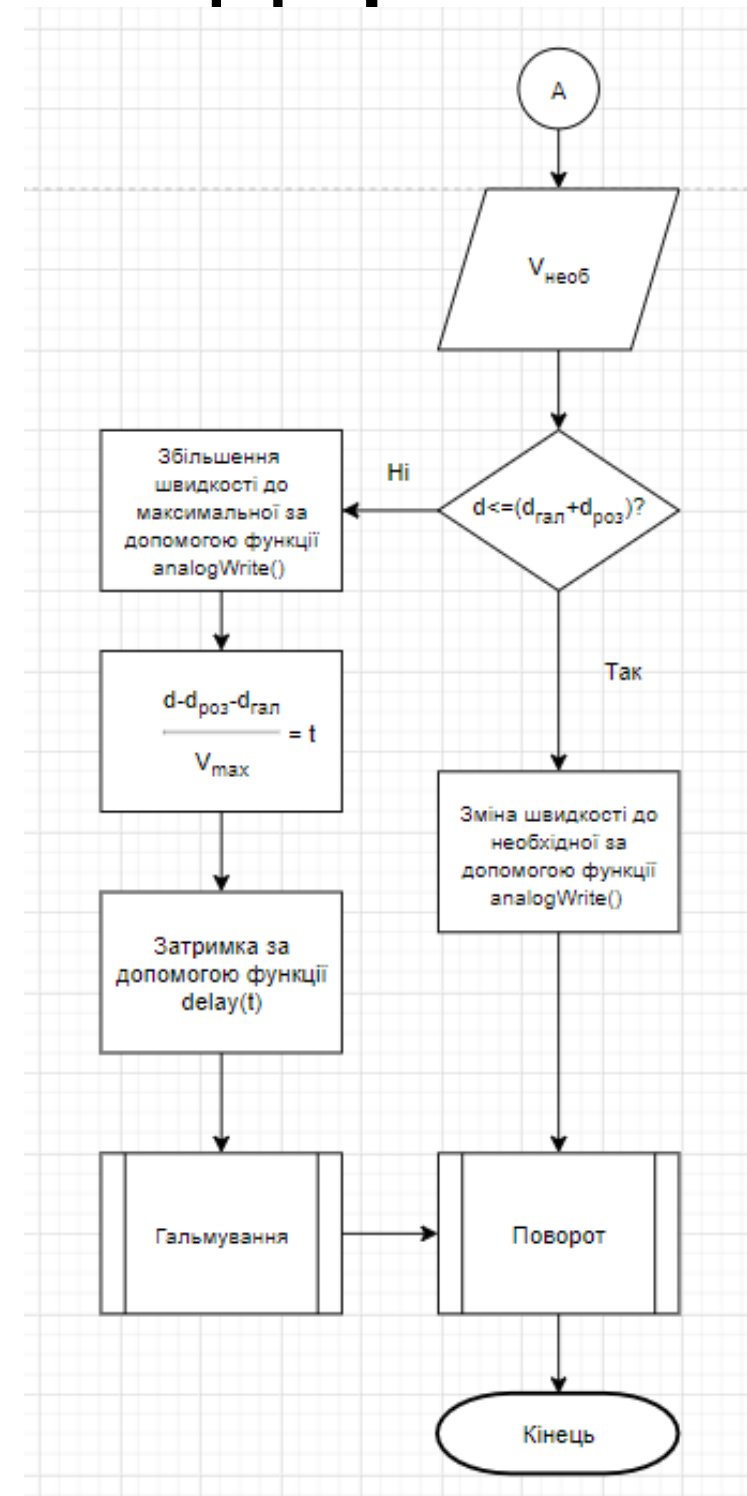 А
Vнеоб
d<=(dгал+dроз)?
Ні
Збільшення
швидкості до
максимальної за
допомогою функції
analogWrite()
Так
d-dроз-dгал
= t
Vmax
Зміна швидкості до
необхідної за
допомогою функції
analogWrite()
Затримка за
допомогою функції
delay(t)
Гальмування
Поворот
Кінець